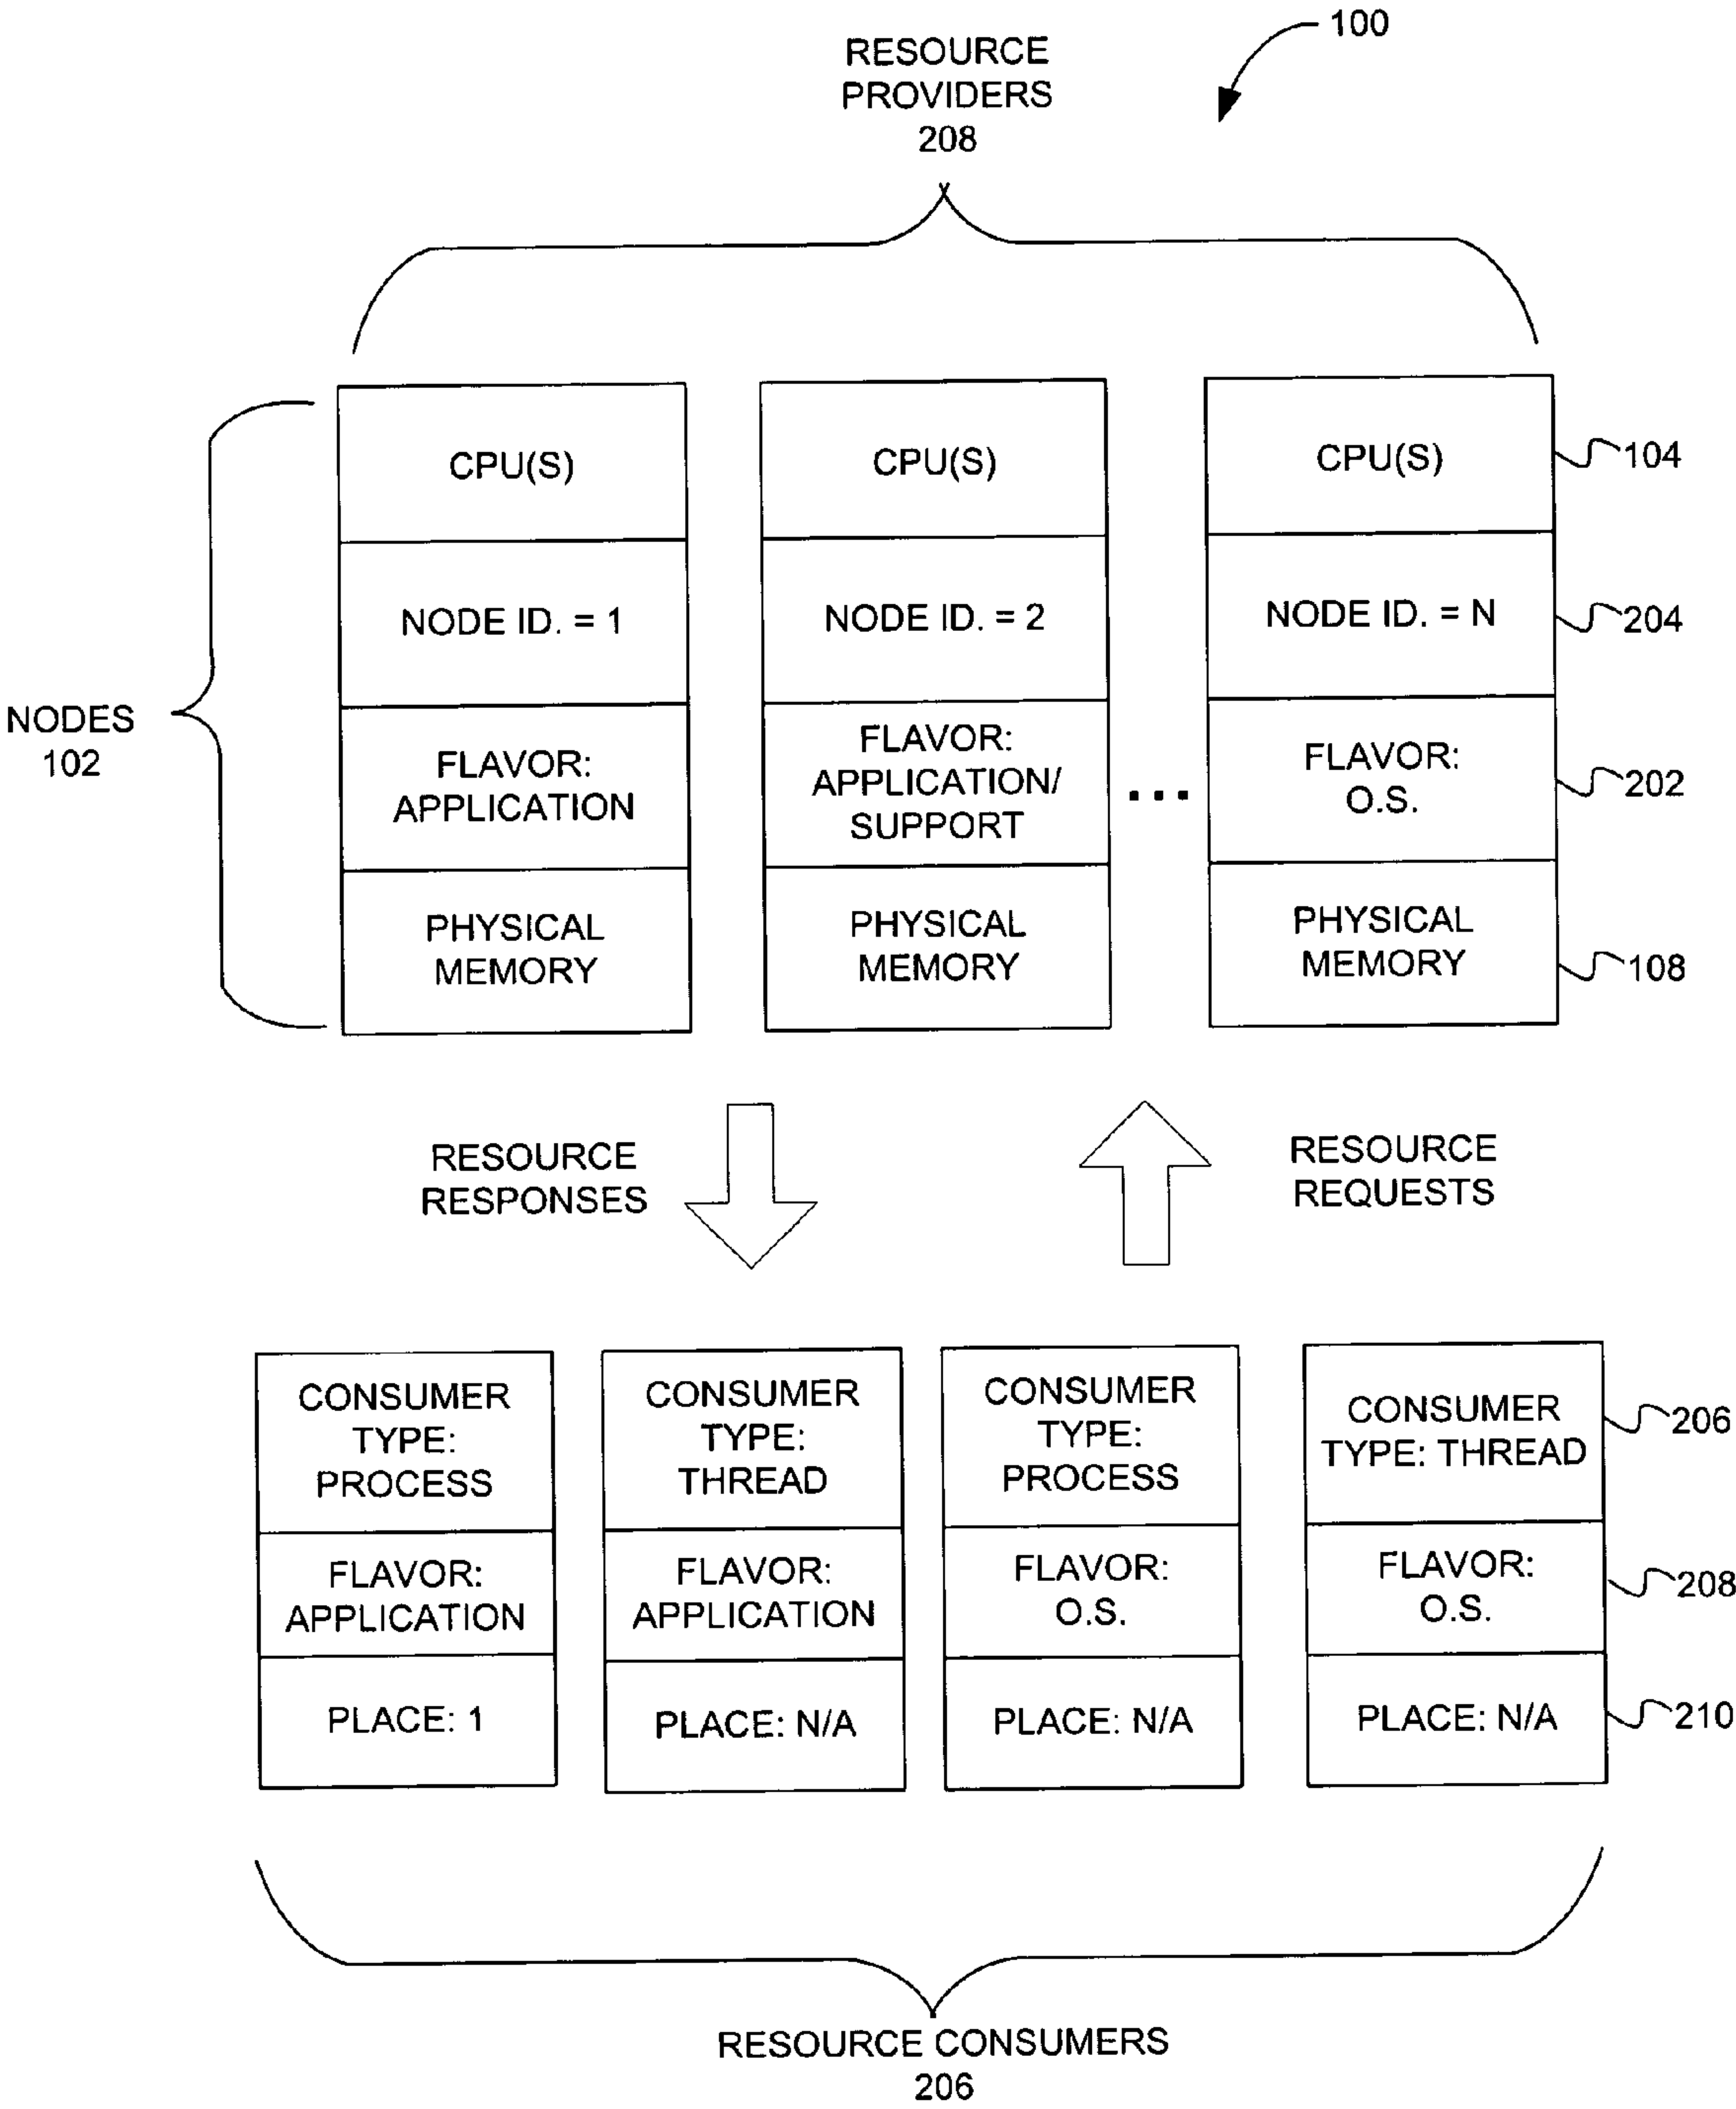 100
RESOURCE
PROVIDERS
208
NODES
102
CPU(S)
NODE ID. = 1
FLAVOR:
APPLICATION
PHYSICAL
MEMORY
CPU(S)
NODE ID. = 2
FLAVOR:
APPLICATION/
SUPPORT
PHYSICAL
MEMORY
...
CPU(S)
NODE ID. = N
FLAVOR:
O.S.
PHYSICAL
MEMORY
104
204
202
108
RESOURCE
RESPONSES
RESOURCE
REQUESTS
CONSUMER
TYPE:
PROCESS
FLAVOR:
APPLICATION
PLACE: 1
CONSUMER
TYPE:
THREAD
FLAVOR:
APPLICATION
PLACE: N/A
CONSUMER
TYPE:
PROCESS
FLAVOR:
O.S.
PLACE: N/A
CONSUMER
TYPE: THREAD
FLAVOR:
O.S.
PLACE: N/A
206
208
210
RESOURCE CONSUMERS
206